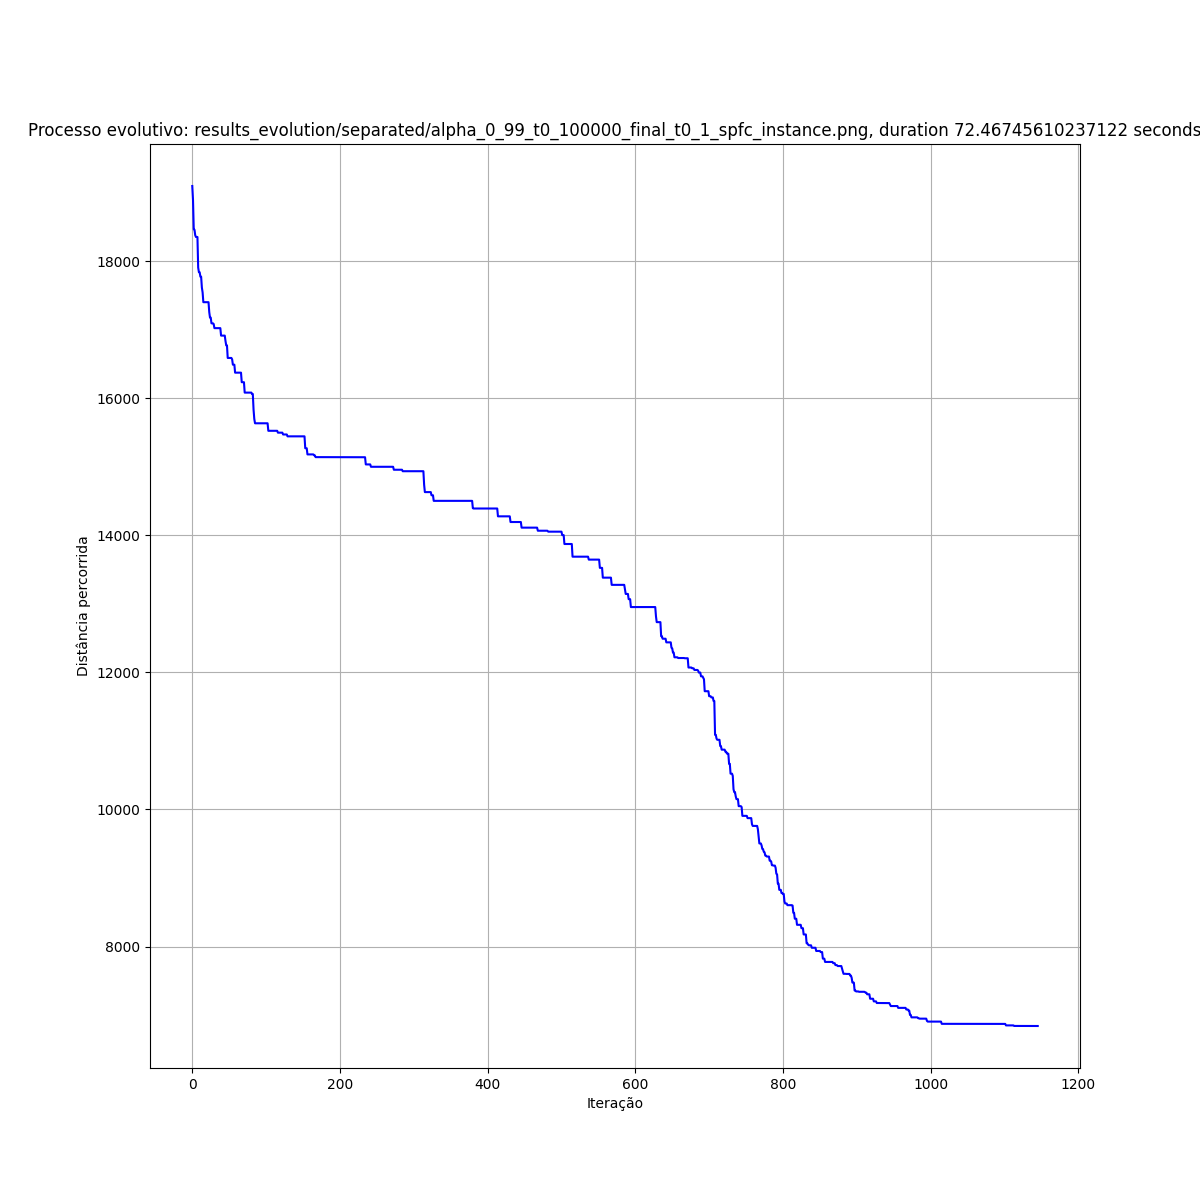 Processo evolutivo: results_evolution/separated/alpha_0_99_t0_100000_final_t0_1_spfc_instance.png, duration 72.46745610237122 seconds
18000
16000
14000
12000
10000
8000
Distância percorrida
0 200 400 600 800 1000 1200
Iteração